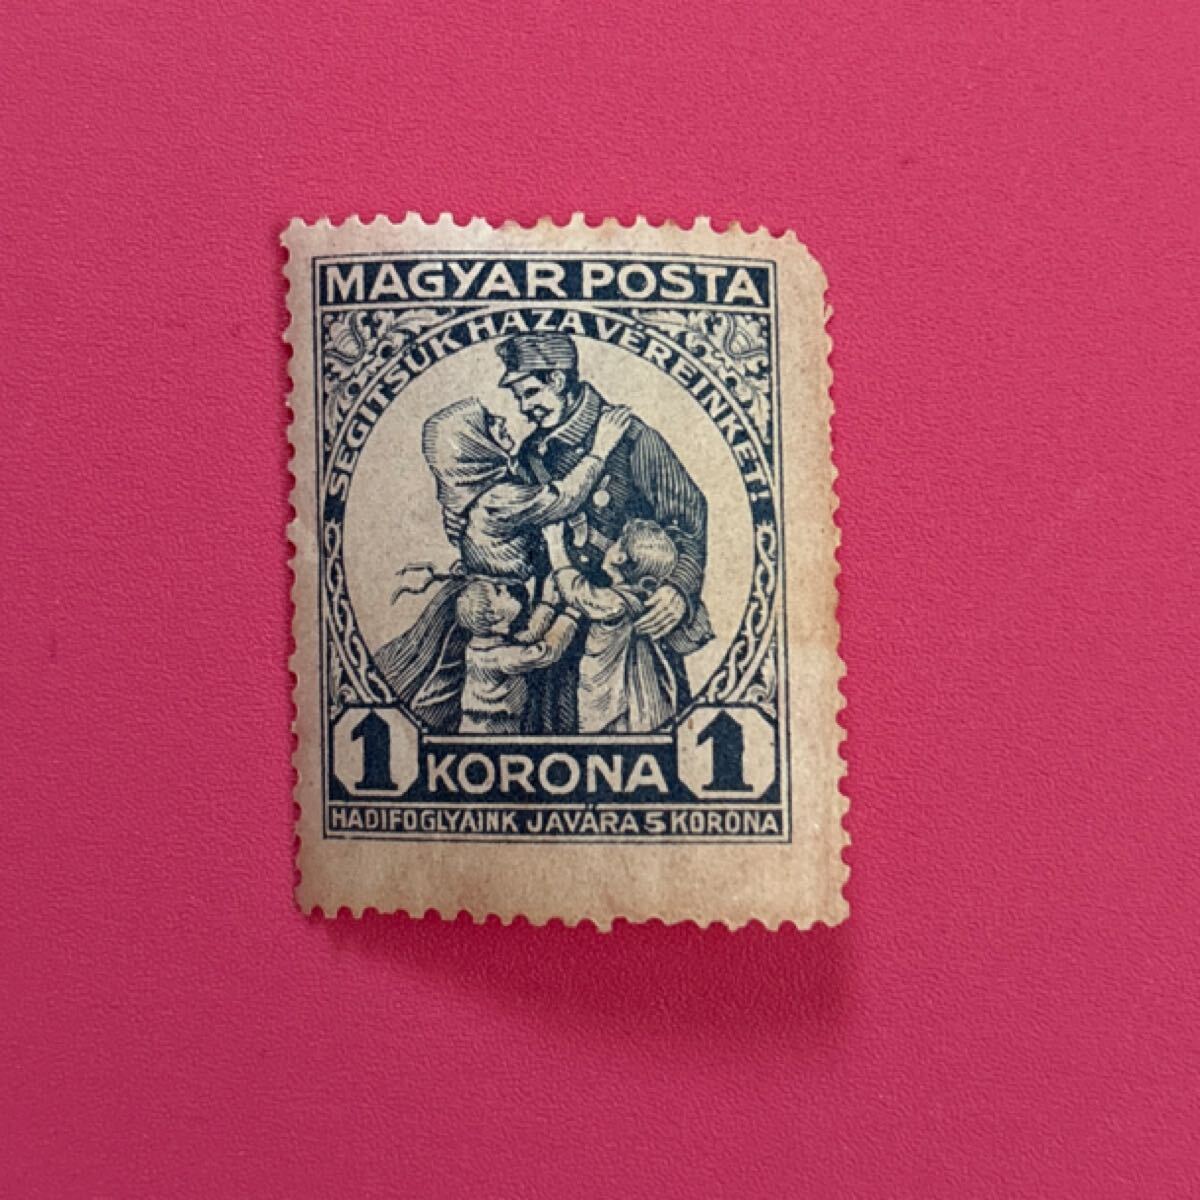 MAGYAR POSTA
SEGITSÜK HAZA VÉREINKET!
1 KORONA 1
HADIFOGLYAINK JAVÁRA 5 KORONA